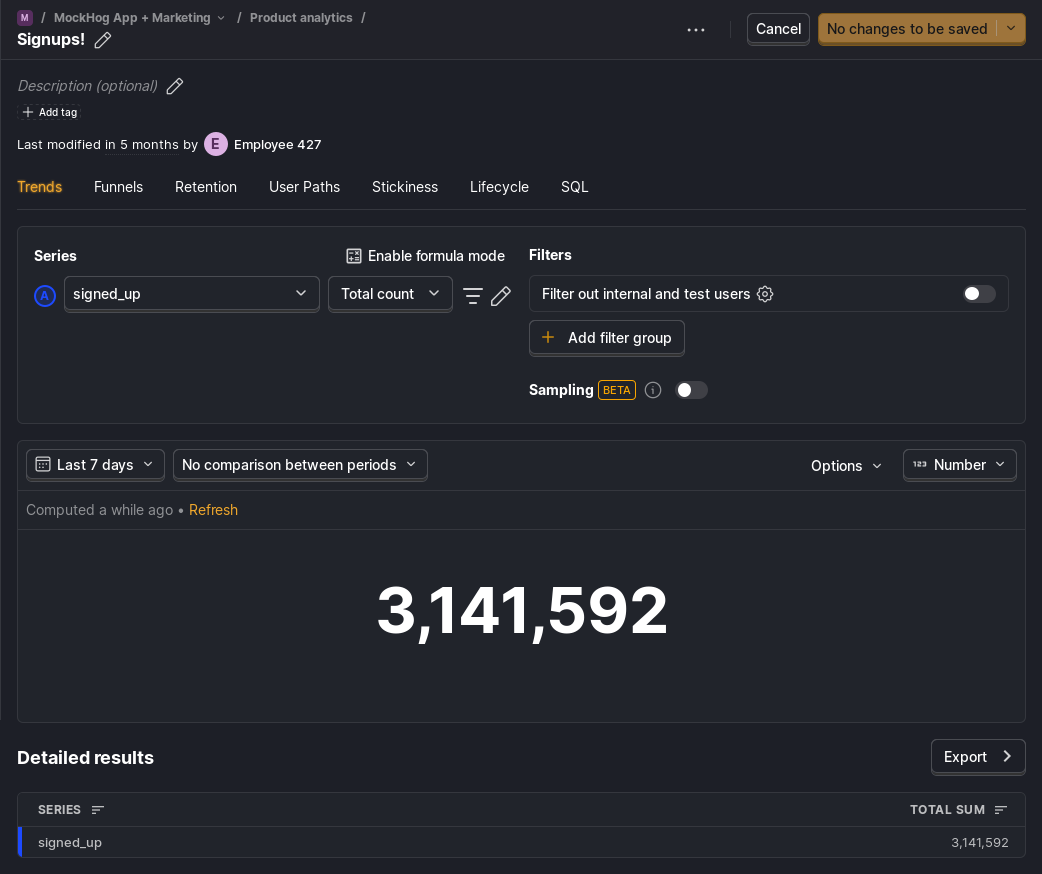 M / MockHog App + Marketing / Product analytics /
Signups!
Cancel
No changes to be saved
Description (optional)
Add tag
Last modified in 5 months by E Employee 427
Trends Funnels Retention User Paths Stickiness Lifecycle SQL
Series
Enable formula mode
A signed_up Total count
Filters
Filter out internal and test users
Add filter group
Sampling BETA
Last 7 days No comparison between periods Options 123 Number
Computed a while ago • Refresh
3,141,592
Detailed results
Export
SERIES TOTAL SUM
signed_up 3,141,592